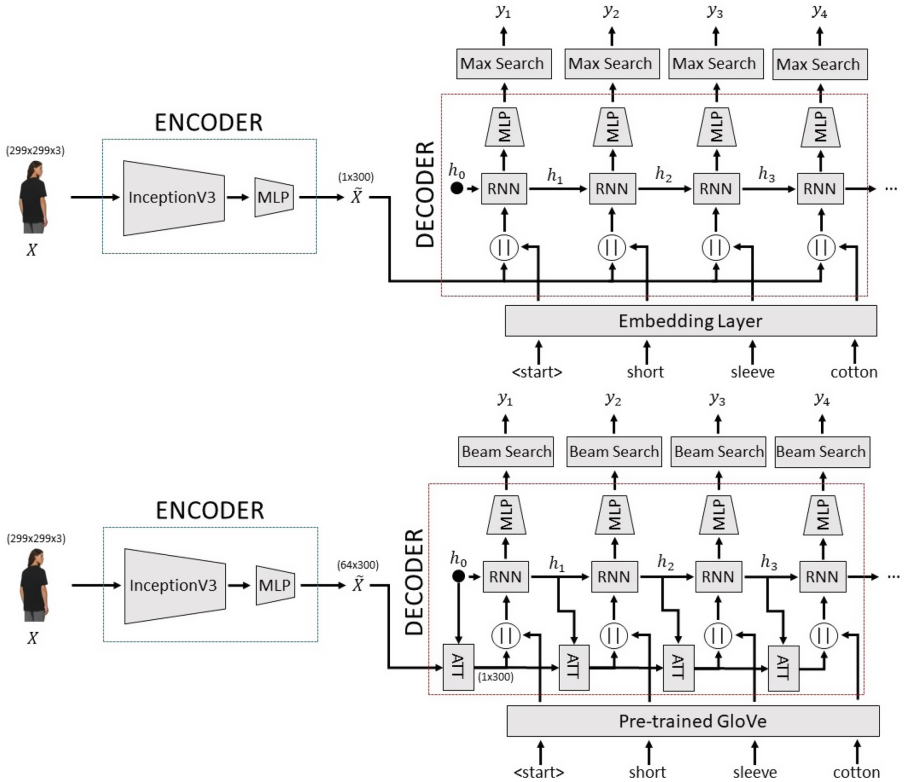 y₁ y₂ y₃ y₄
Max Search Max Search Max Search Max Search
ENCODER
DECODER
MLP MLP MLP MLP
(299x299x3)
InceptionV3 MLP
(1x300)
X̃
h₀ RNN h₁ RNN h₂ RNN h₃ RNN ...
X
|| || || ||
Embedding Layer
<start> short sleeve cotton
y₁ y₂ y₃ y₄
Beam Search Beam Search Beam Search Beam Search
ENCODER
DECODER
MLP MLP MLP MLP
(299x299x3)
InceptionV3 MLP
(64x300)
X̃
h₀ RNN h₁ RNN h₂ RNN h₃ RNN ...
X
|| || || ||
ATT ATT ATT ATT
(1x300)
Pre-trained GloVe
<start> short sleeve cotton